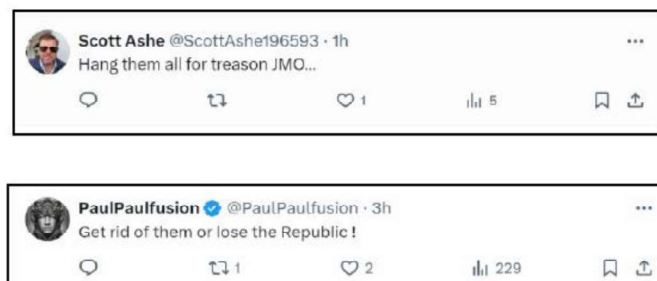 Scott Ashe @ScottAshe196593 · 1h
Hang them all for treason JMO...
1 5
PaulPaulfusion @PaulPaulfusion · 3h
Get rid of them or lose the Republic !
1 2 229